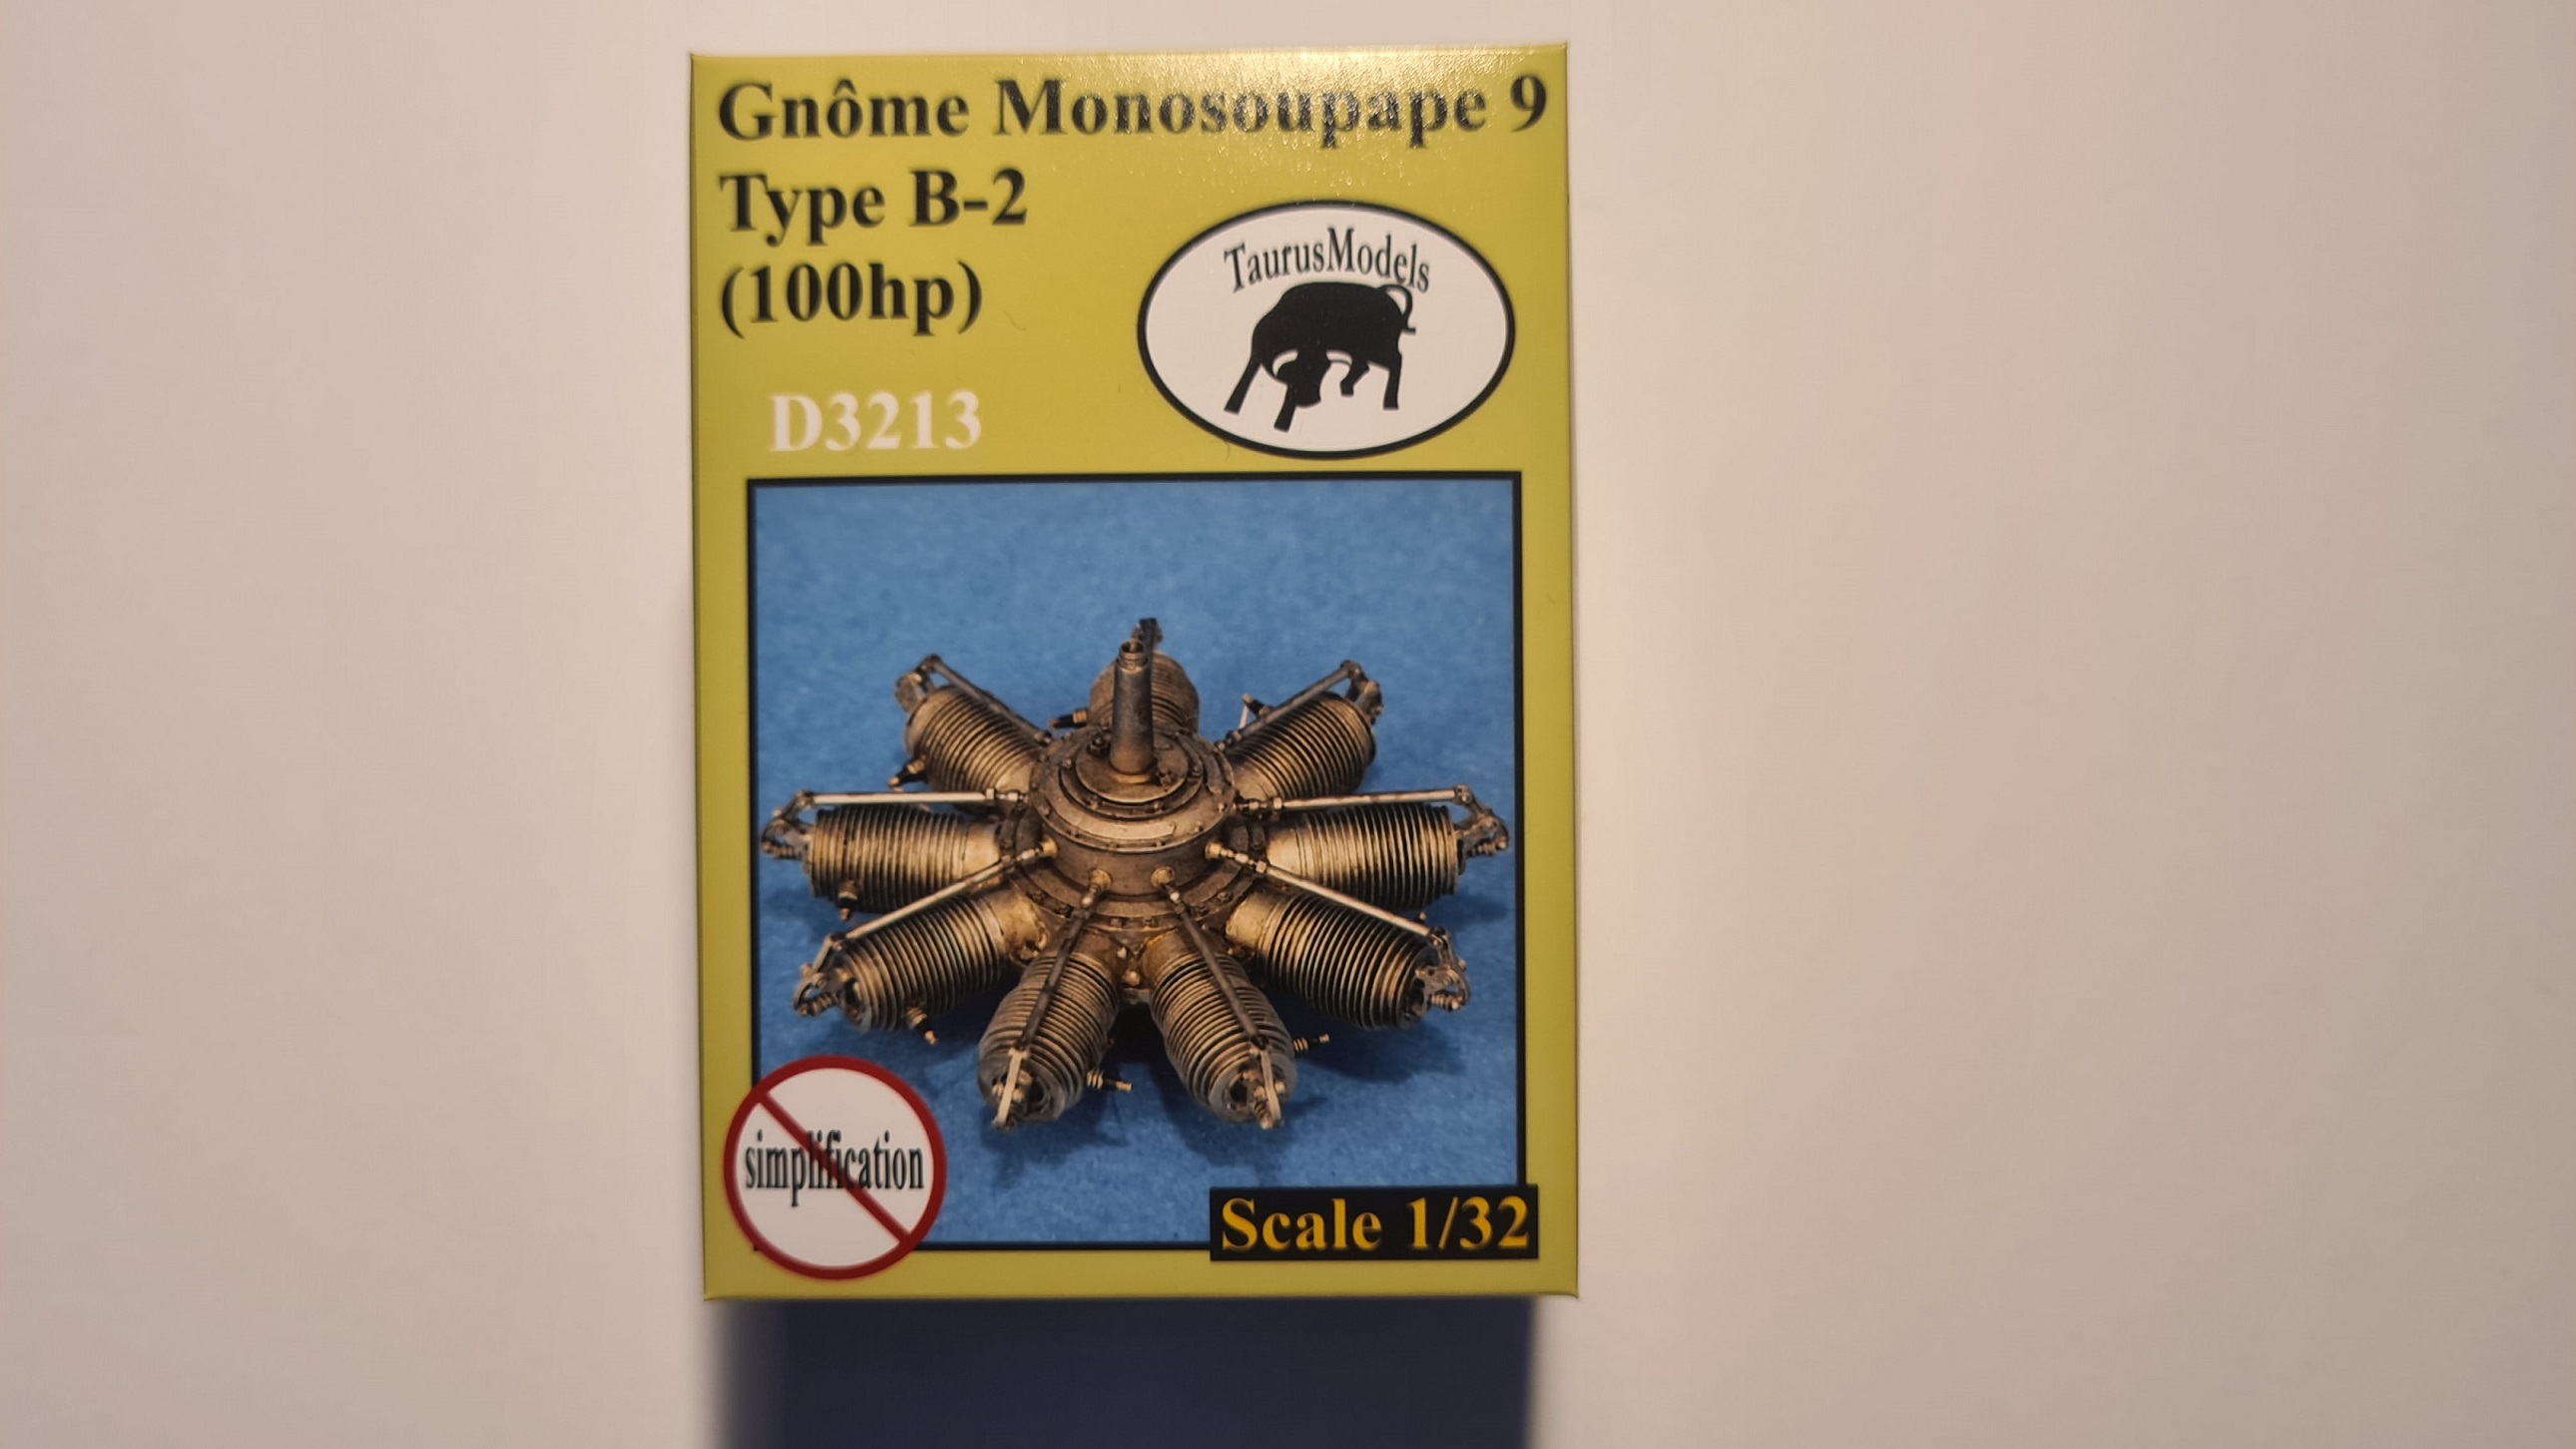 Gnôme Monosoupape 9
Type B-2
(100hp)
TaurusModels
D3213
simplification
Scale 1/32